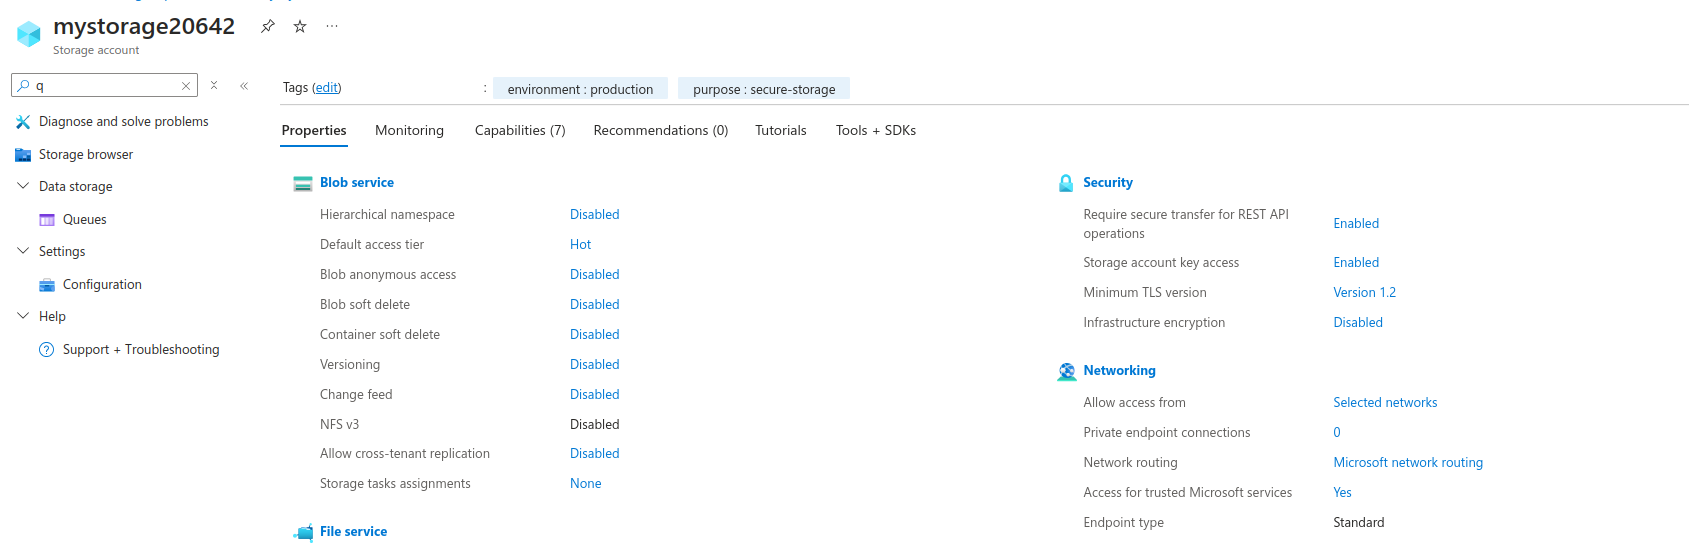 mystorage20642
Storage account
q
Diagnose and solve problems
Storage browser
Data storage
Queues
Settings
Configuration
Help
Support + Troubleshooting
Tags (edit) : environment : production purpose : secure-storage
Properties Monitoring Capabilities (7) Recommendations (0) Tutorials Tools + SDKs
Blob service
Hierarchical namespace Disabled
Default access tier Hot
Blob anonymous access Disabled
Blob soft delete Disabled
Container soft delete Disabled
Versioning Disabled
Change feed Disabled
NFS v3 Disabled
Allow cross-tenant replication Disabled
Storage tasks assignments None
File service
Security
Require secure transfer for REST API
operations Enabled
Storage account key access Enabled
Minimum TLS version Version 1.2
Infrastructure encryption Disabled
Networking
Allow access from Selected networks
Private endpoint connections 0
Network routing Microsoft network routing
Access for trusted Microsoft services Yes
Endpoint type Standard